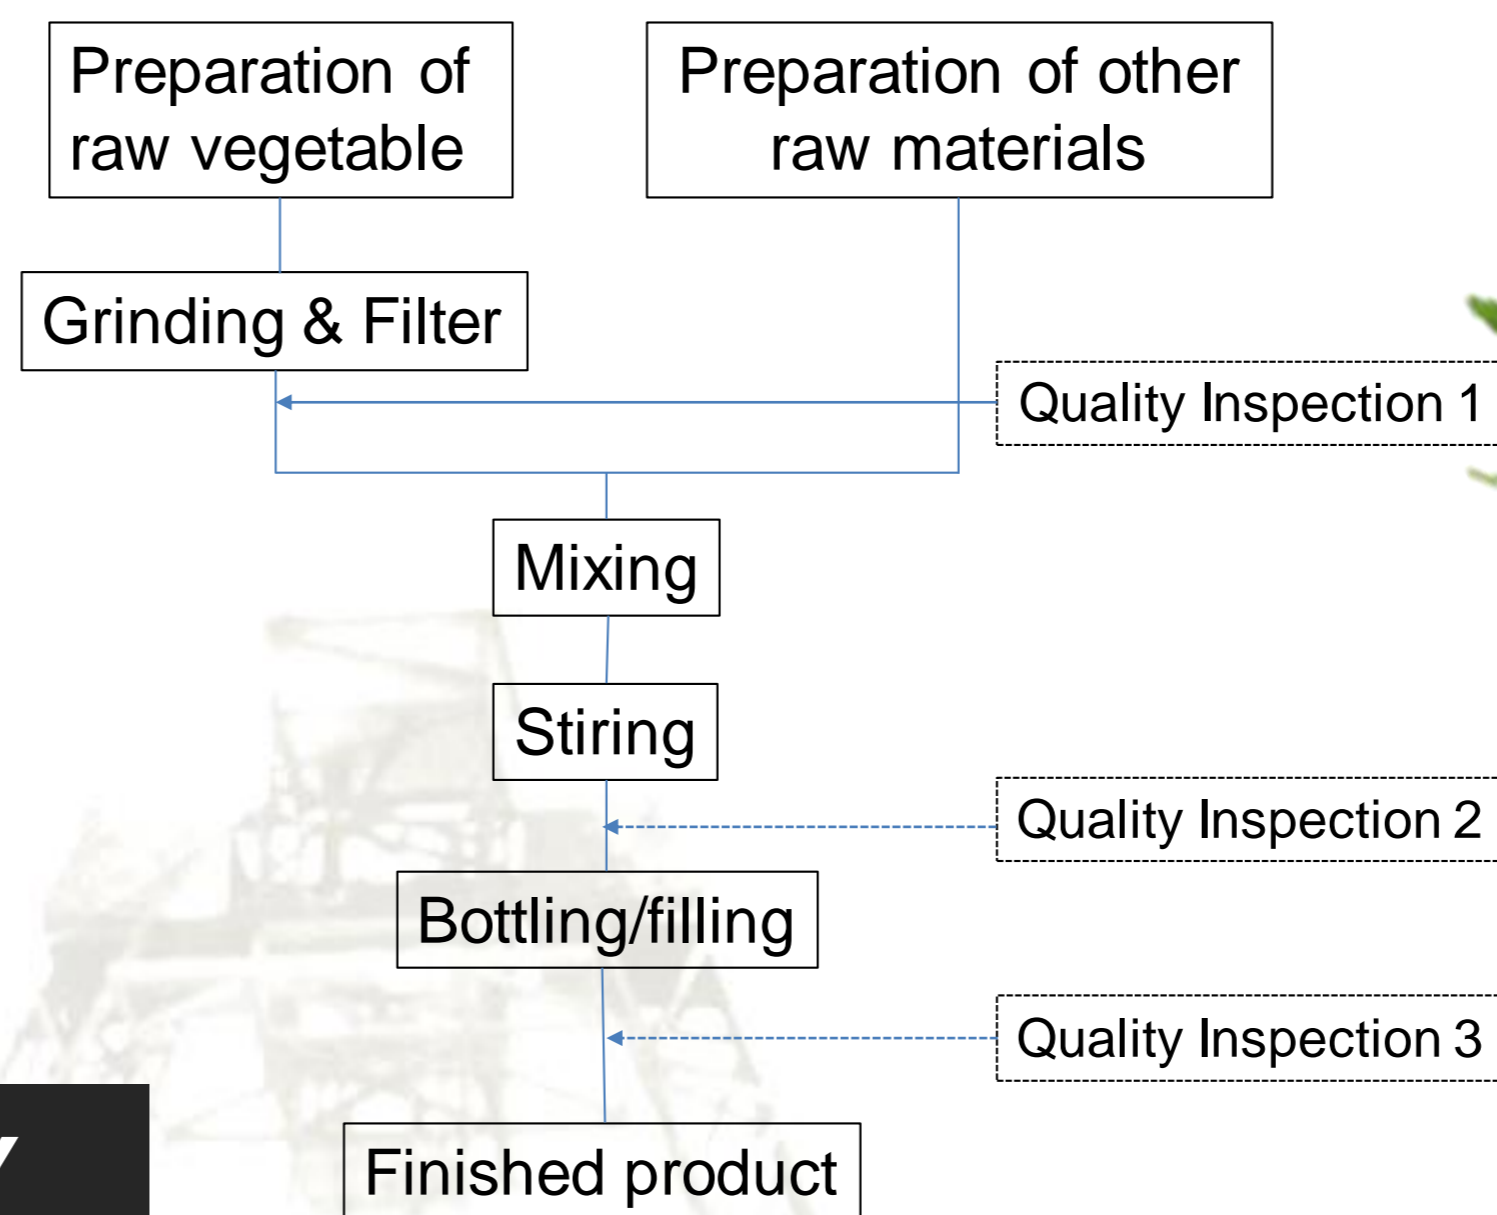 Preparation of
raw vegetable
Preparation of other
raw materials
Grinding & Filter
Quality Inspection 1
Mixing
Stiring
Quality Inspection 2
Bottling/filling
Quality Inspection 3
Finished product